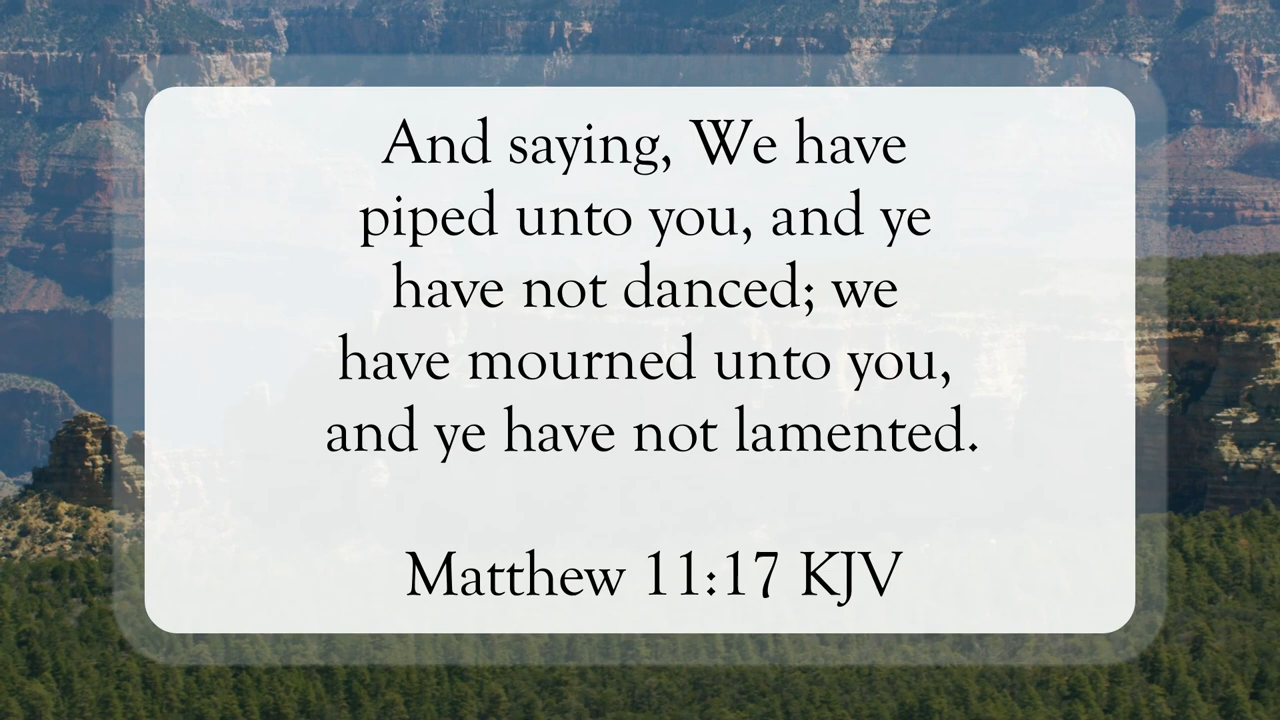 And saying, We have
piped unto you, and ye
have not danced; we
have mourned unto you,
and ye have not lamented.
Matthew 11:17 KJV